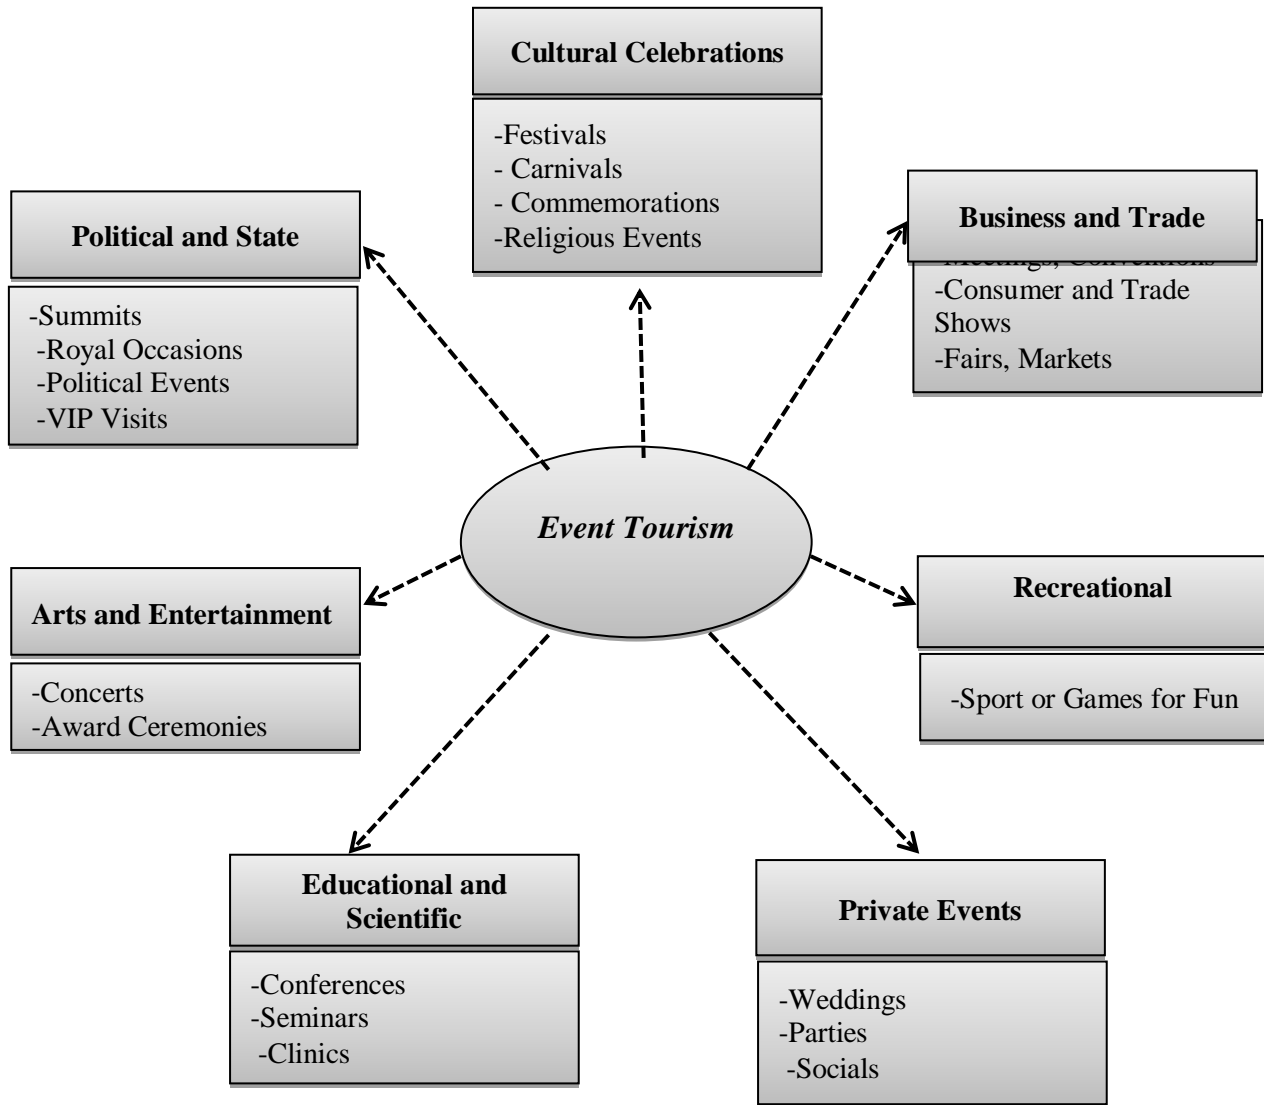 Cultural Celebrations
-Festivals
- Carnivals
- Commemorations
-Religious Events
Political and State
-Summits
-Royal Occasions
-Political Events
-VIP Visits
Business and Trade
-Meetings, Conventions
-Consumer and Trade
Shows
-Fairs, Markets
Event Tourism
Arts and Entertainment
-Concerts
-Award Ceremonies
Recreational
-Sport or Games for Fun
Educational and
Scientific
-Conferences
-Seminars
-Clinics
Private Events
-Weddings
-Parties
-Socials